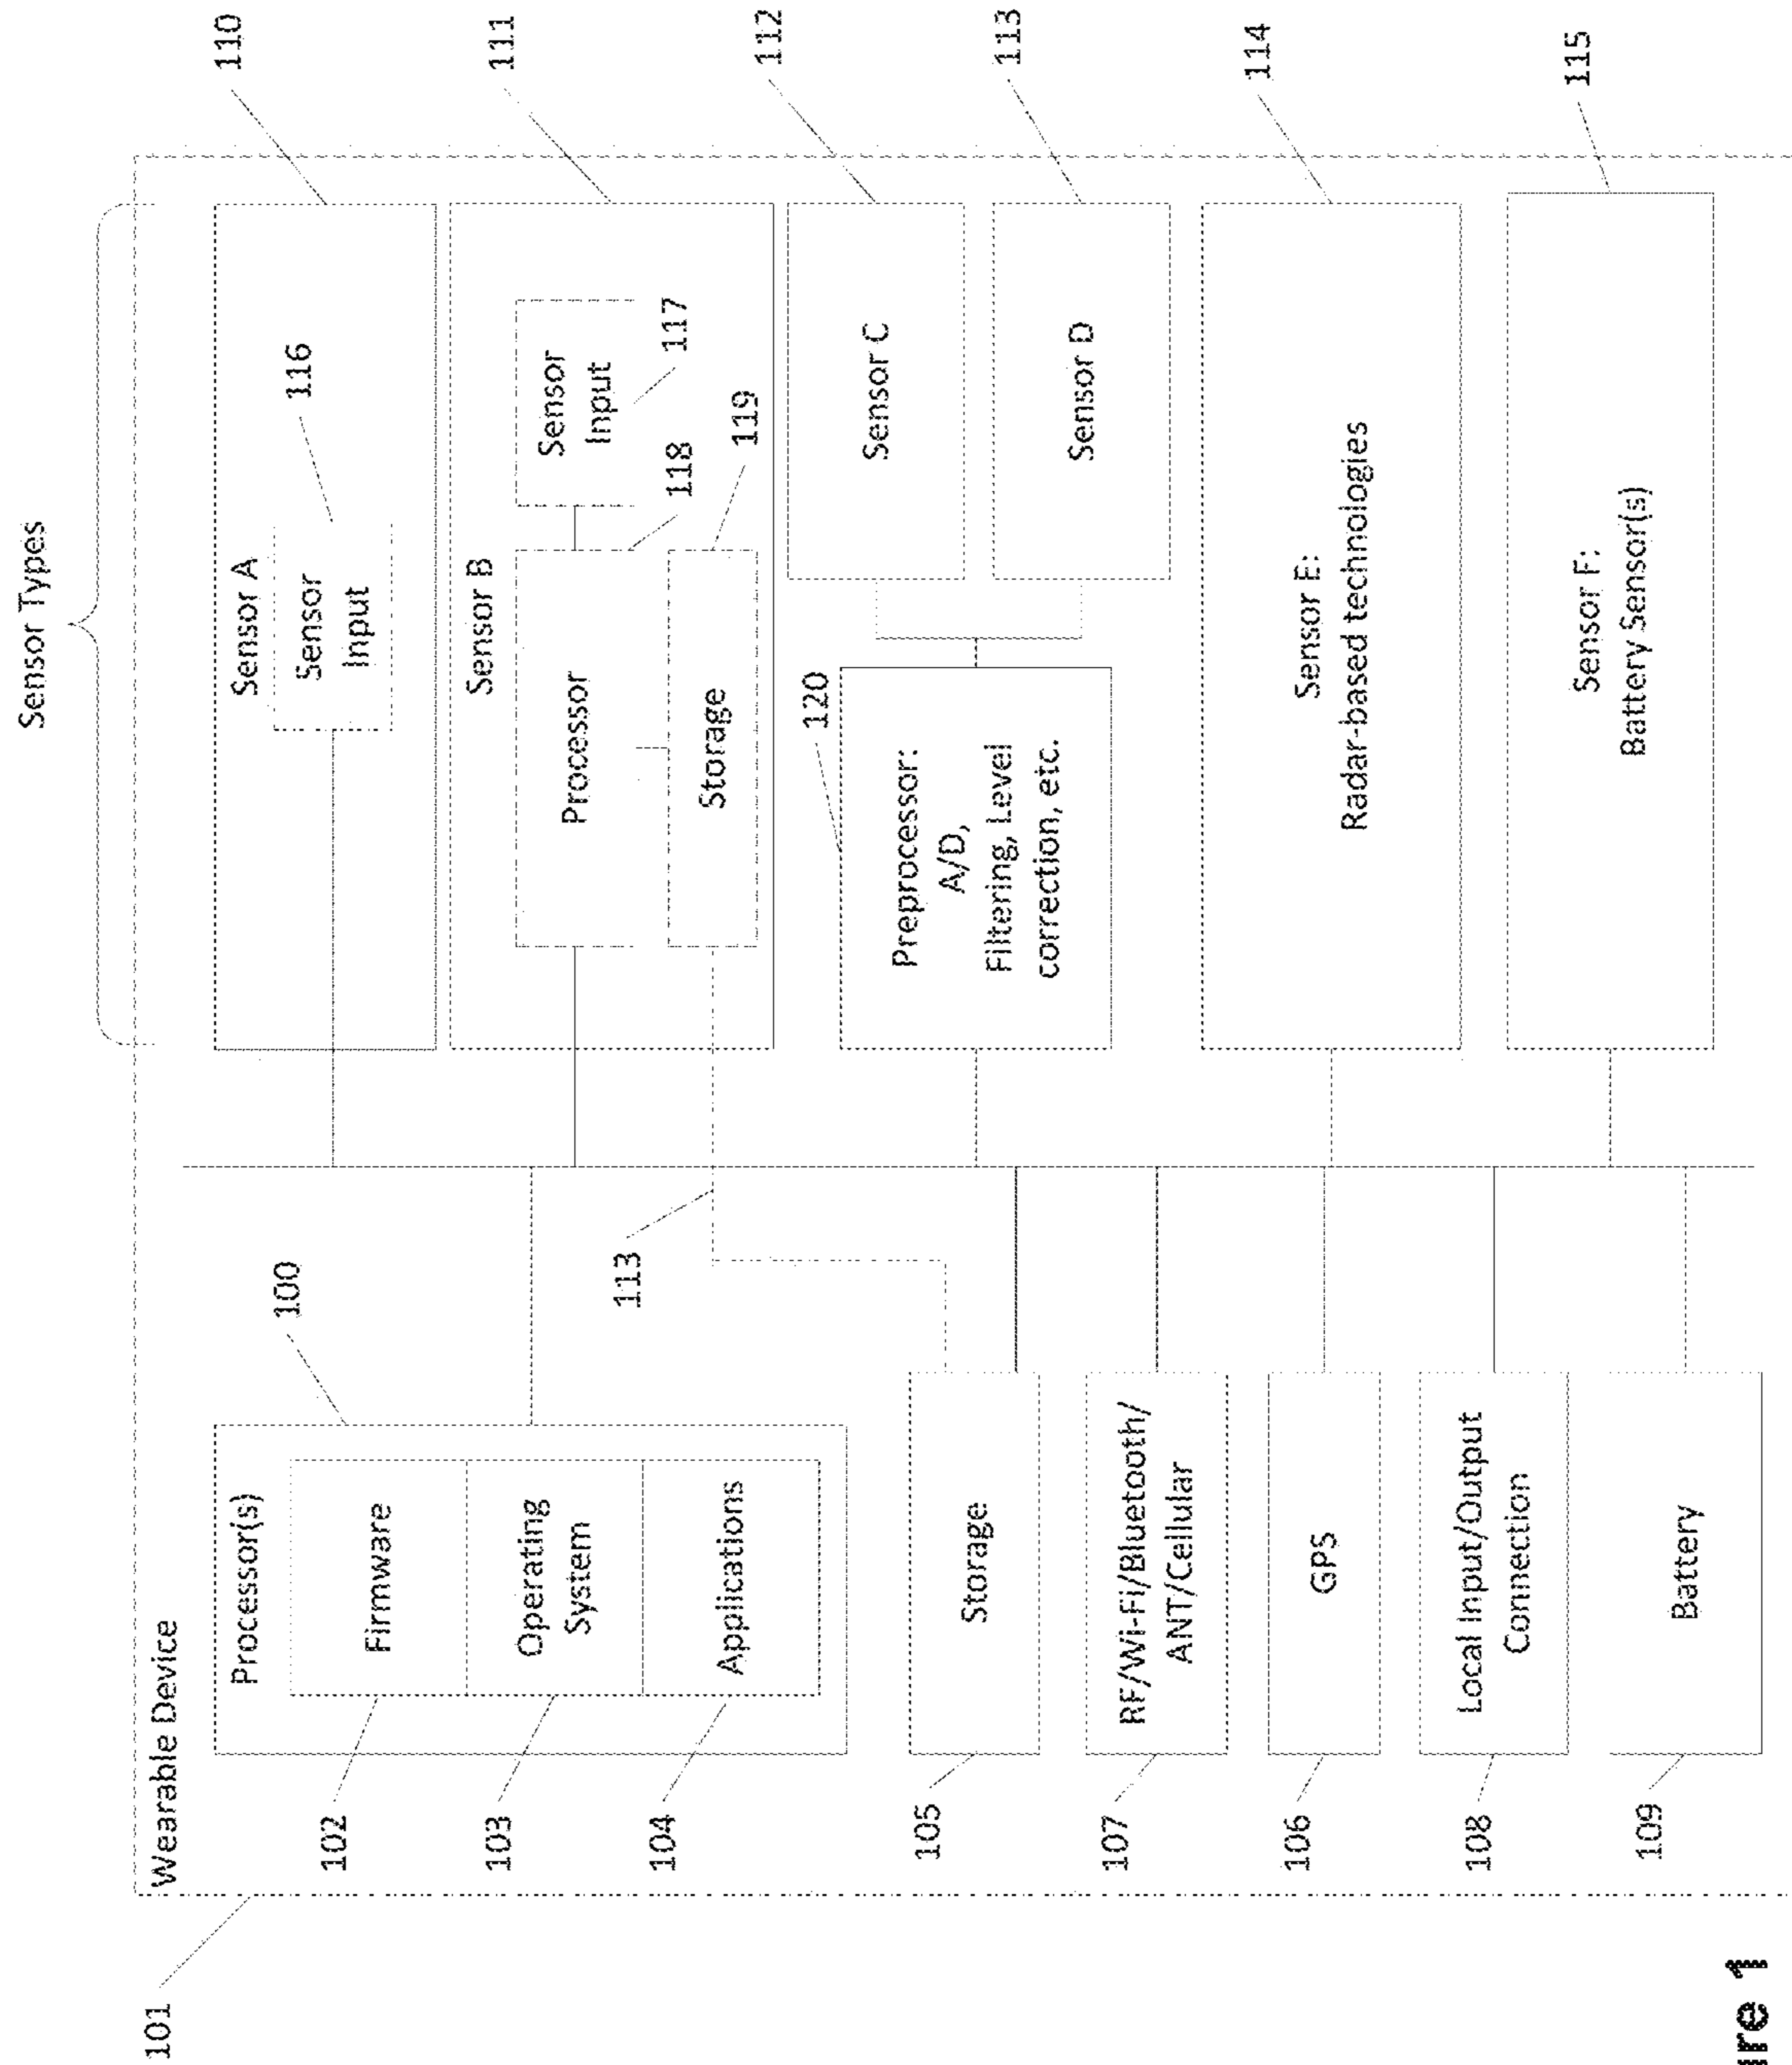 Sensor Types
110
111
112
113
114
115
Sensor A
Sensor
Input
116
Sensor B
Sensor
Input
117
Processor
118
Storage
119
Sensor C
Sensor D
Preprocessor:
A/D,
Filtering, Level
correction, etc.
120
Sensor E:
Radar-based technologies
Sensor F:
Battery Sensor(s)
101
Wearable Device
Processor(s)
100
Firmware
Operating
System
Applications
102
103
104
113
Storage
105
RF/Wi-Fi/Bluetooth/
ANT/Cellular
107
GPS
106
Local Input/Output
Connection
108
Battery
109
ure 1